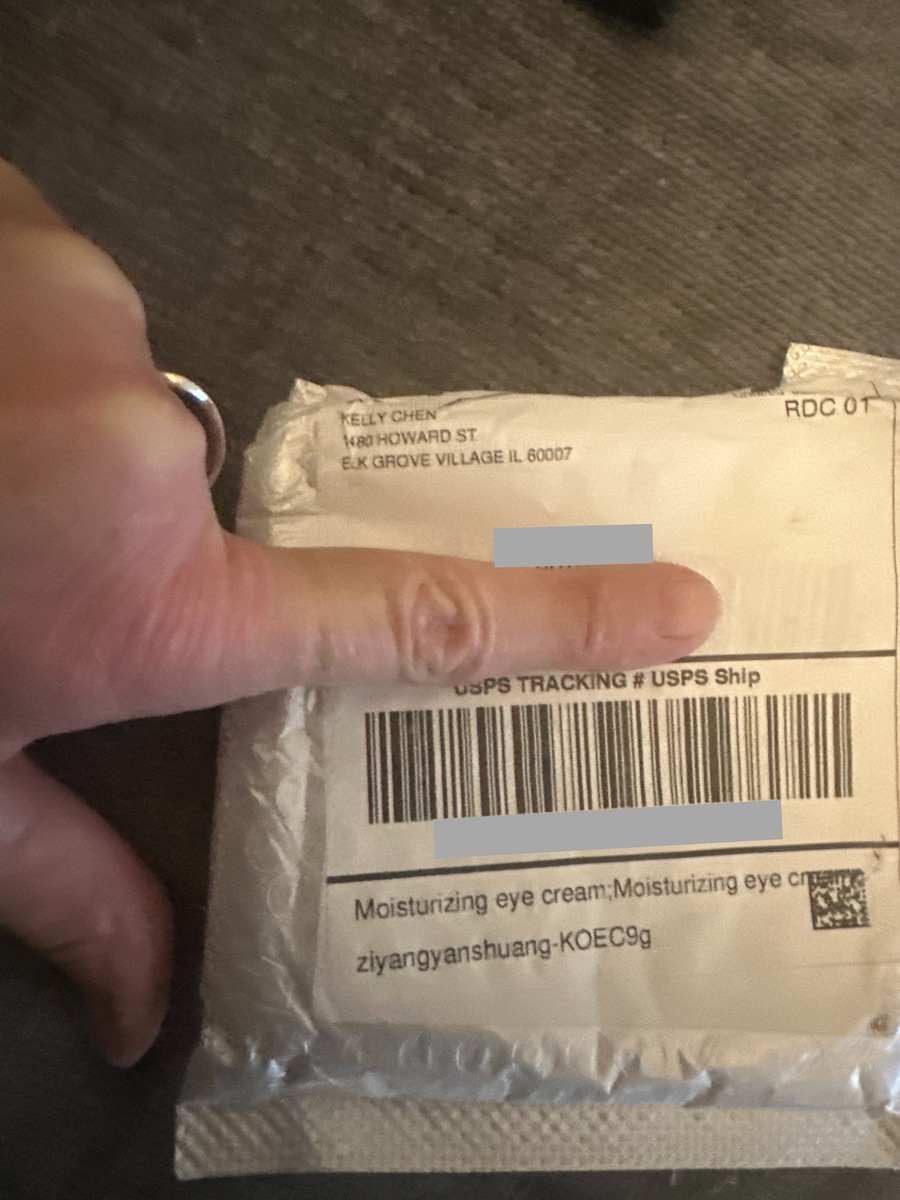 KELLY CHEN
1480 HOWARD ST
ELK GROVE VILLAGE IL 60007
RDC 01
USPS TRACKING # USPS Ship
Moisturizing eye cream;Moisturizing eye cream
ziyangyanshuang-KOEC9g